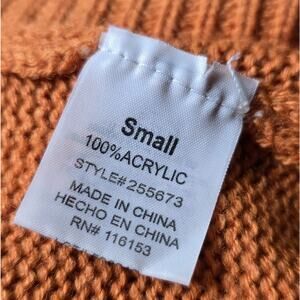 Small
100%ACRYLIC
STYLE#255673
MADE IN CHINA
HECHO EN CHINA
RN# 116153